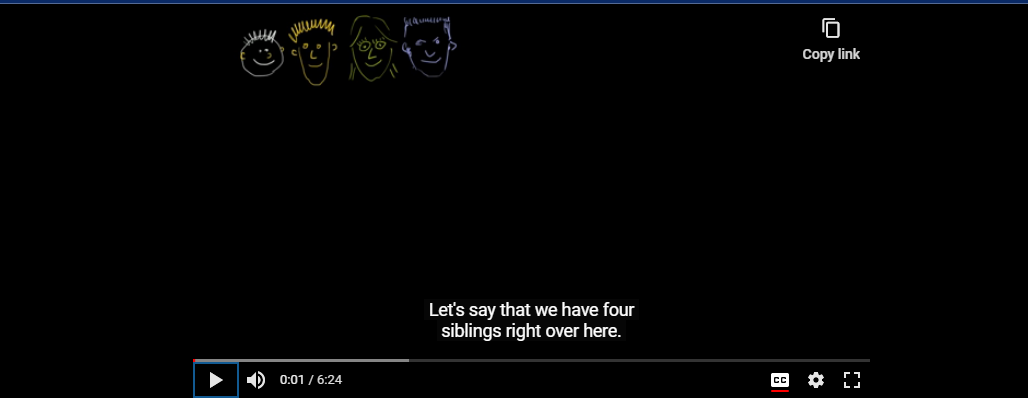 Copy link
Let's say that we have four
siblings right over here.
0:01 / 6:24
CC